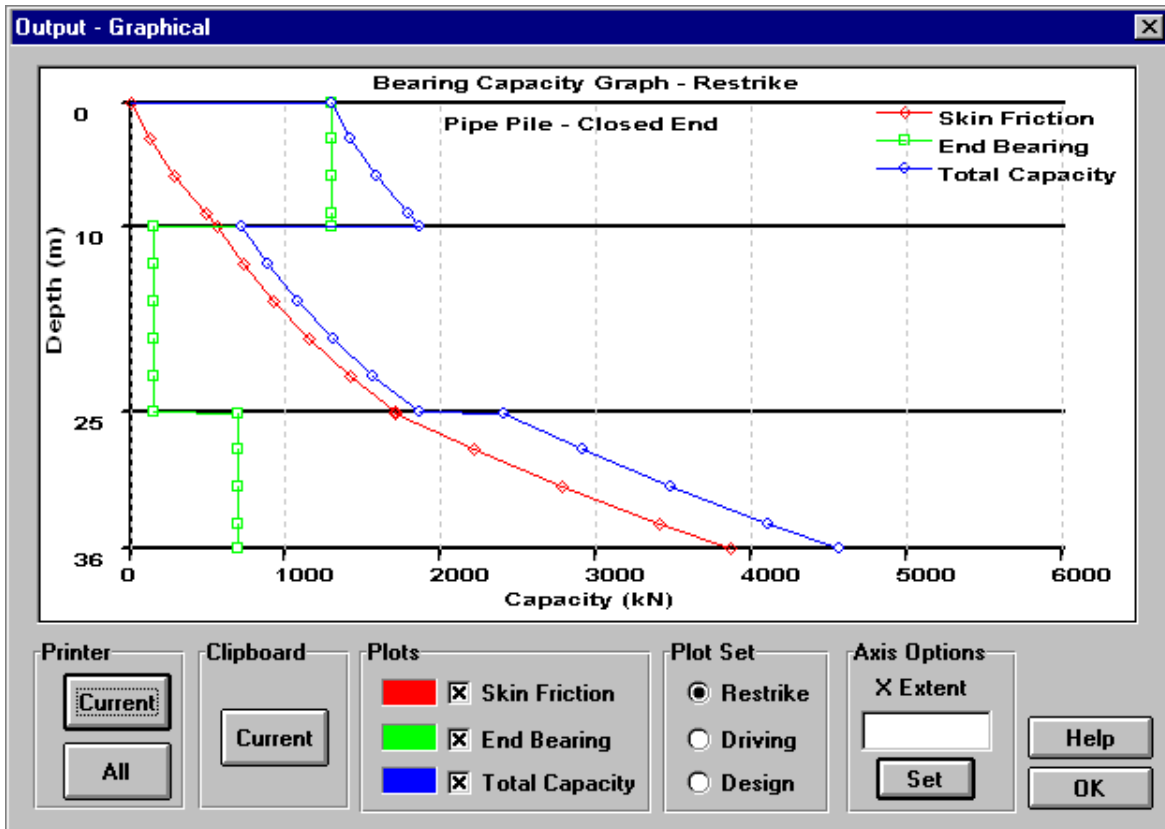 Output - Graphical
Bearing Capacity Graph - Restrike
Pipe Pile - Closed End
Skin Friction
End Bearing
Total Capacity
Depth (m)
0
10
25
36
0 1000 2000 3000 4000 5000 6000
Capacity (kN)
Printer
Current
All
Clipboard
Current
Plots
Skin Friction
End Bearing
Total Capacity
Plot Set
Restrike
Driving
Design
Axis Options
X Extent
Set
Help
OK